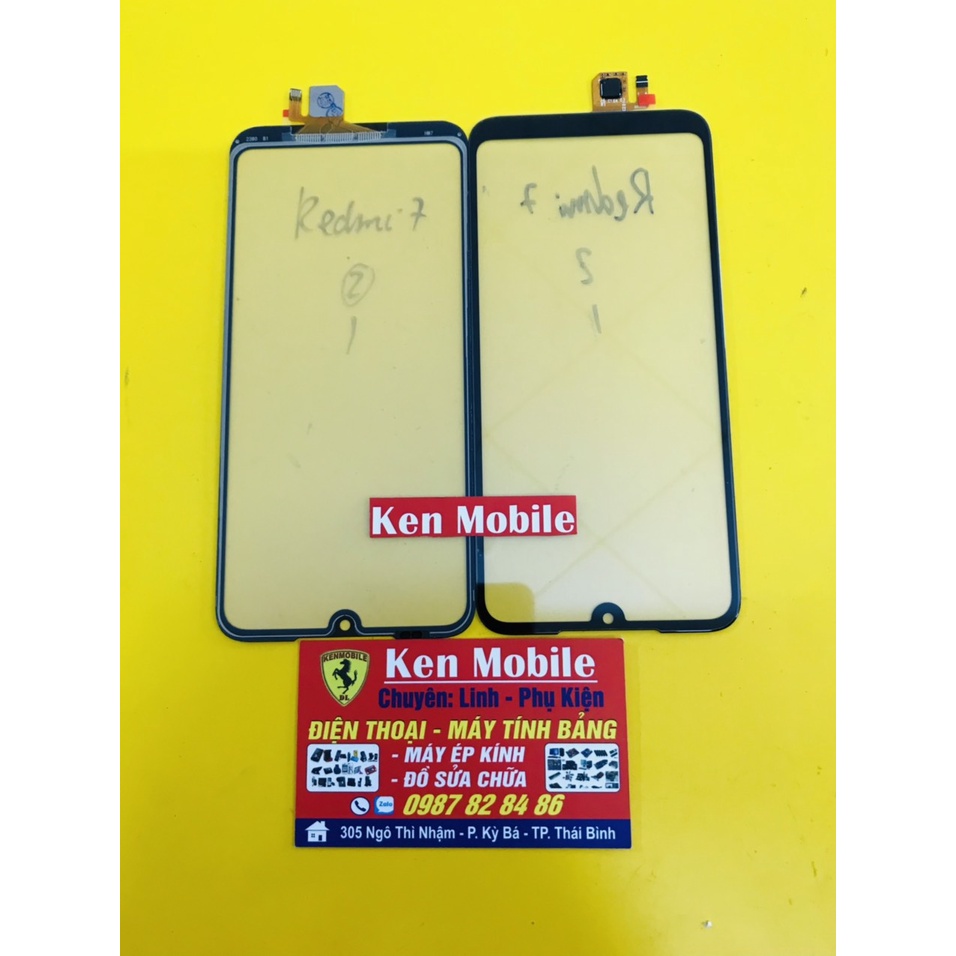 Redmi 7
2
1
Redmi 7
2
1
Ken Mobile
KENMOBILE
Ken Mobile
Chuyên: Linh - Phụ Kiện
ĐIỆN THOẠI - MÁY TÍNH BẢNG
- MÁY ÉP KÍNH
- ĐỒ SỬA CHỮA
Zalo 0987 82 84 86
305 Ngô Thì Nhậm - P. Kỳ Bá - TP. Thái Bình